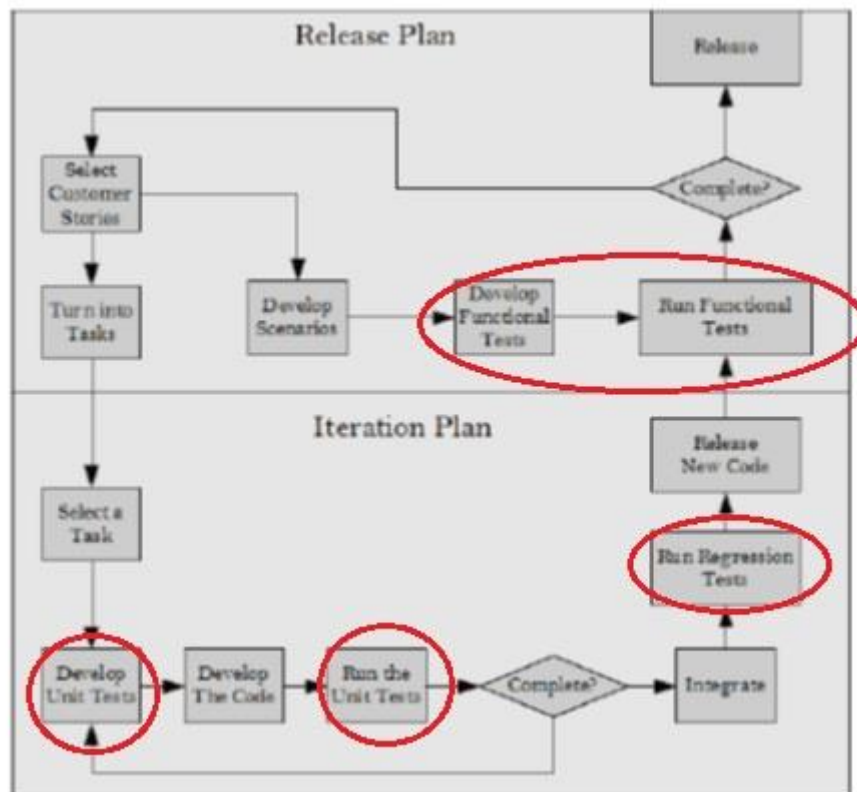 Release Plan
Release
Select
Customer
Stories
Complete?
Turn into
Tasks
Develop
Scenarios
Develop
Functional
Tests
Run Functional
Tests
Iteration Plan
Release
New Code
Select a
Task
Run Regression
Tests
Develop
Unit Tests
Develop
The Code
Run the
Unit Tests
Complete?
Integrate